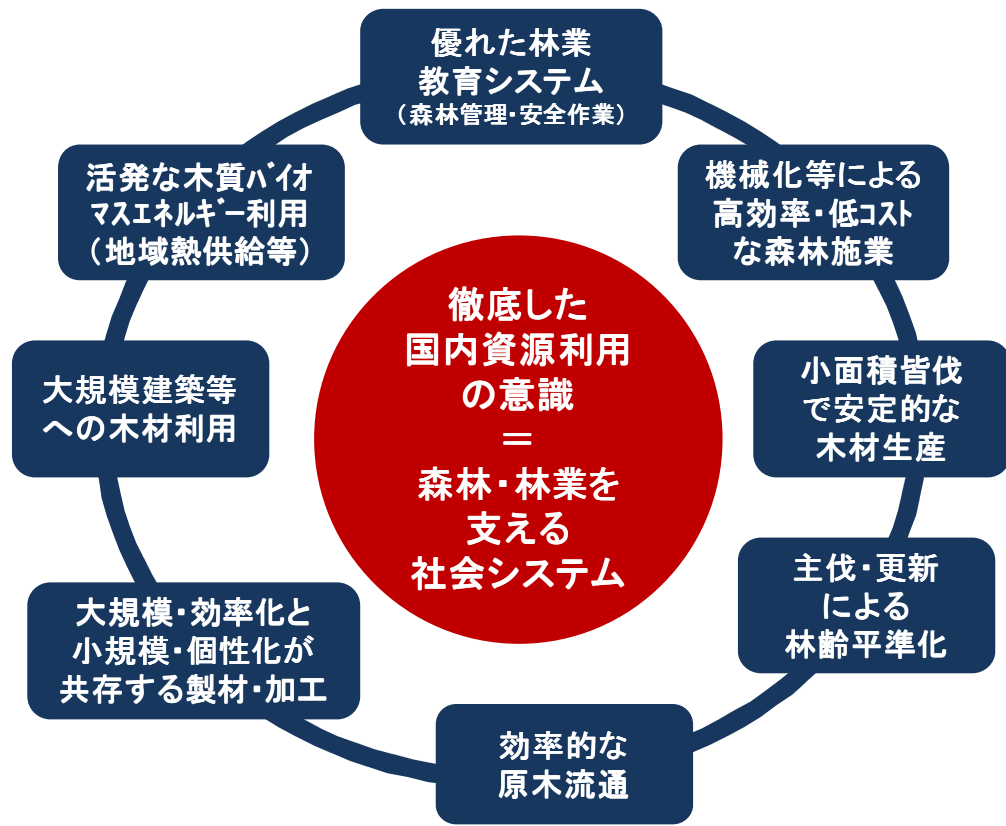 優れた林業
教育システム
（森林管理・安全作業）
機械化等による
高効率・低ｺｽﾄ
な森林施業
小面積皆伐
で安定的な
木材生産
主伐・更新
による
林齢平準化
効率的な
原木流通
大規模・効率化と
小規模・個性化が
共存する製材・加工
大規模建築等
への木材利用
活発な木質ﾊﾞｲｵ
ﾏｽｴﾈﾙｷﾞｰ利用
（地域熱供給等）
徹底した
国内資源利用
の意識
＝
森林・林業を
支える
社会システム